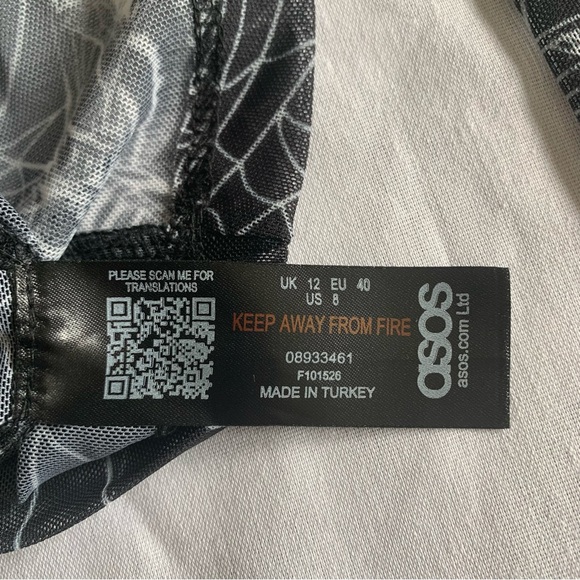 PLEASE SCAN ME FOR
TRANSLATIONS
UK 12 EU 40
US 8
KEEP AWAY FROM FIRE
08933461
F101526
MADE IN TURKEY
asos
asos.com Ltd